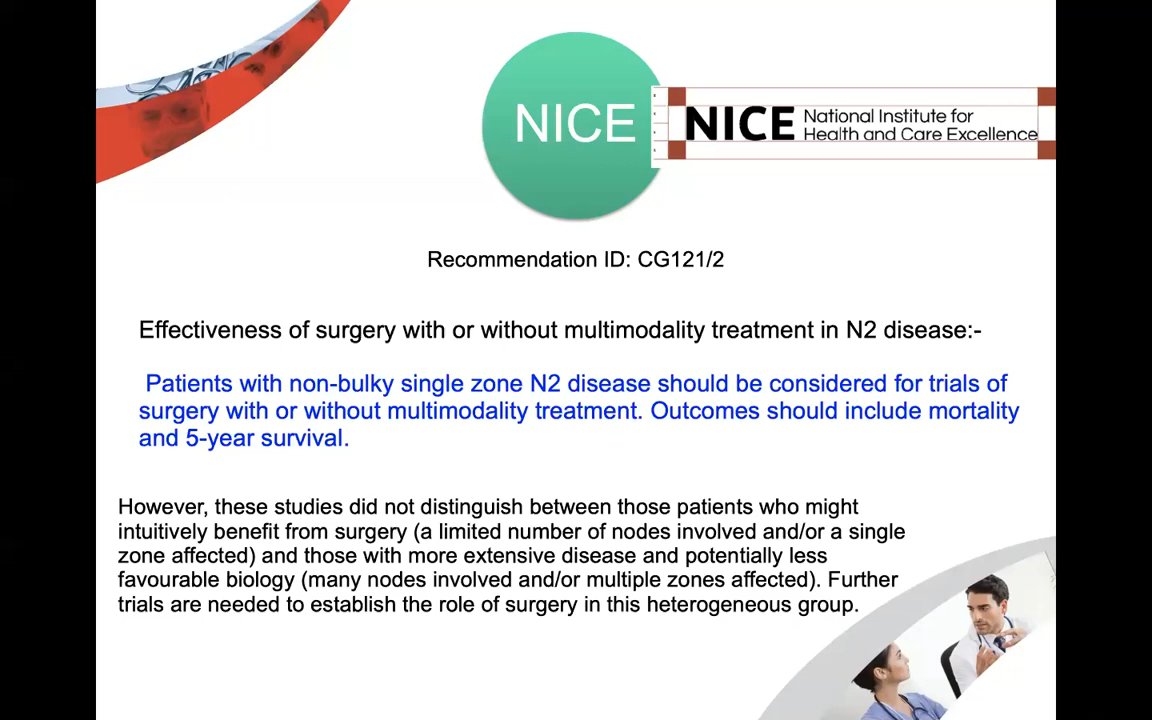 NICE
NICE National Institute for
Health and Care Excellence
Recommendation ID: CG121/2
Effectiveness of surgery with or without multimodality treatment in N2 disease:-
Patients with non-bulky single zone N2 disease should be considered for trials of
surgery with or without multimodality treatment. Outcomes should include mortality
and 5-year survival.
However, these studies did not distinguish between those patients who might
intuitively benefit from surgery (a limited number of nodes involved and/or a single
zone affected) and those with more extensive disease and potentially less
favourable biology (many nodes involved and/or multiple zones affected). Further
trials are needed to establish the role of surgery in this heterogeneous group.